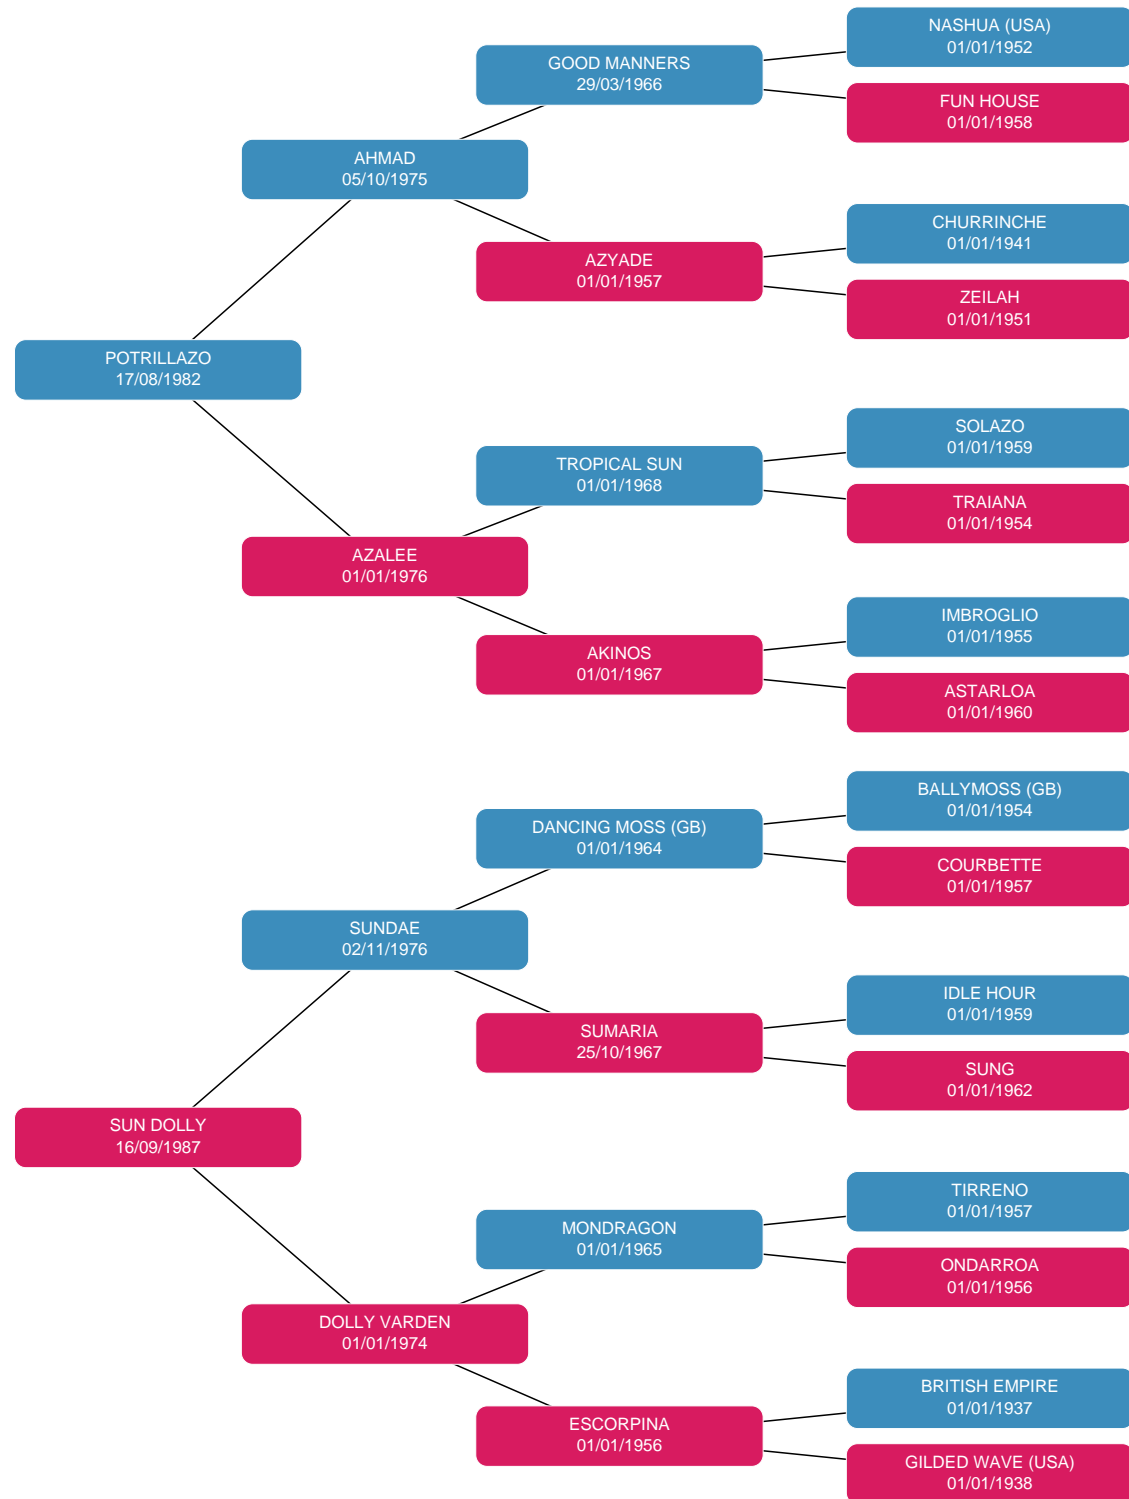 NASHUA (USA)
01/01/1952
GOOD MANNERS
29/03/1966
FUN HOUSE
01/01/1958
AHMAD
05/10/1975
CHURRINCHE
01/01/1941
AZYADE
01/01/1957
ZEILAH
01/01/1951
POTRILLAZO
17/08/1982
SOLAZO
01/01/1959
TROPICAL SUN
01/01/1968
TRAIANA
01/01/1954
AZALEE
01/01/1976
IMBROGLIO
01/01/1955
AKINOS
01/01/1967
ASTARLOA
01/01/1960
BALLYMOSS (GB)
01/01/1954
DANCING MOSS (GB)
01/01/1964
COURBETTE
01/01/1957
SUNDAE
02/11/1976
IDLE HOUR
01/01/1959
SUMARIA
25/10/1967
SUNG
01/01/1962
SUN DOLLY
16/09/1987
TIRRENO
01/01/1957
MONDRAGON
01/01/1965
ONDARROA
01/01/1956
DOLLY VARDEN
01/01/1974
BRITISH EMPIRE
01/01/1937
ESCORPINA
01/01/1956
GILDED WAVE (USA)
01/01/1938